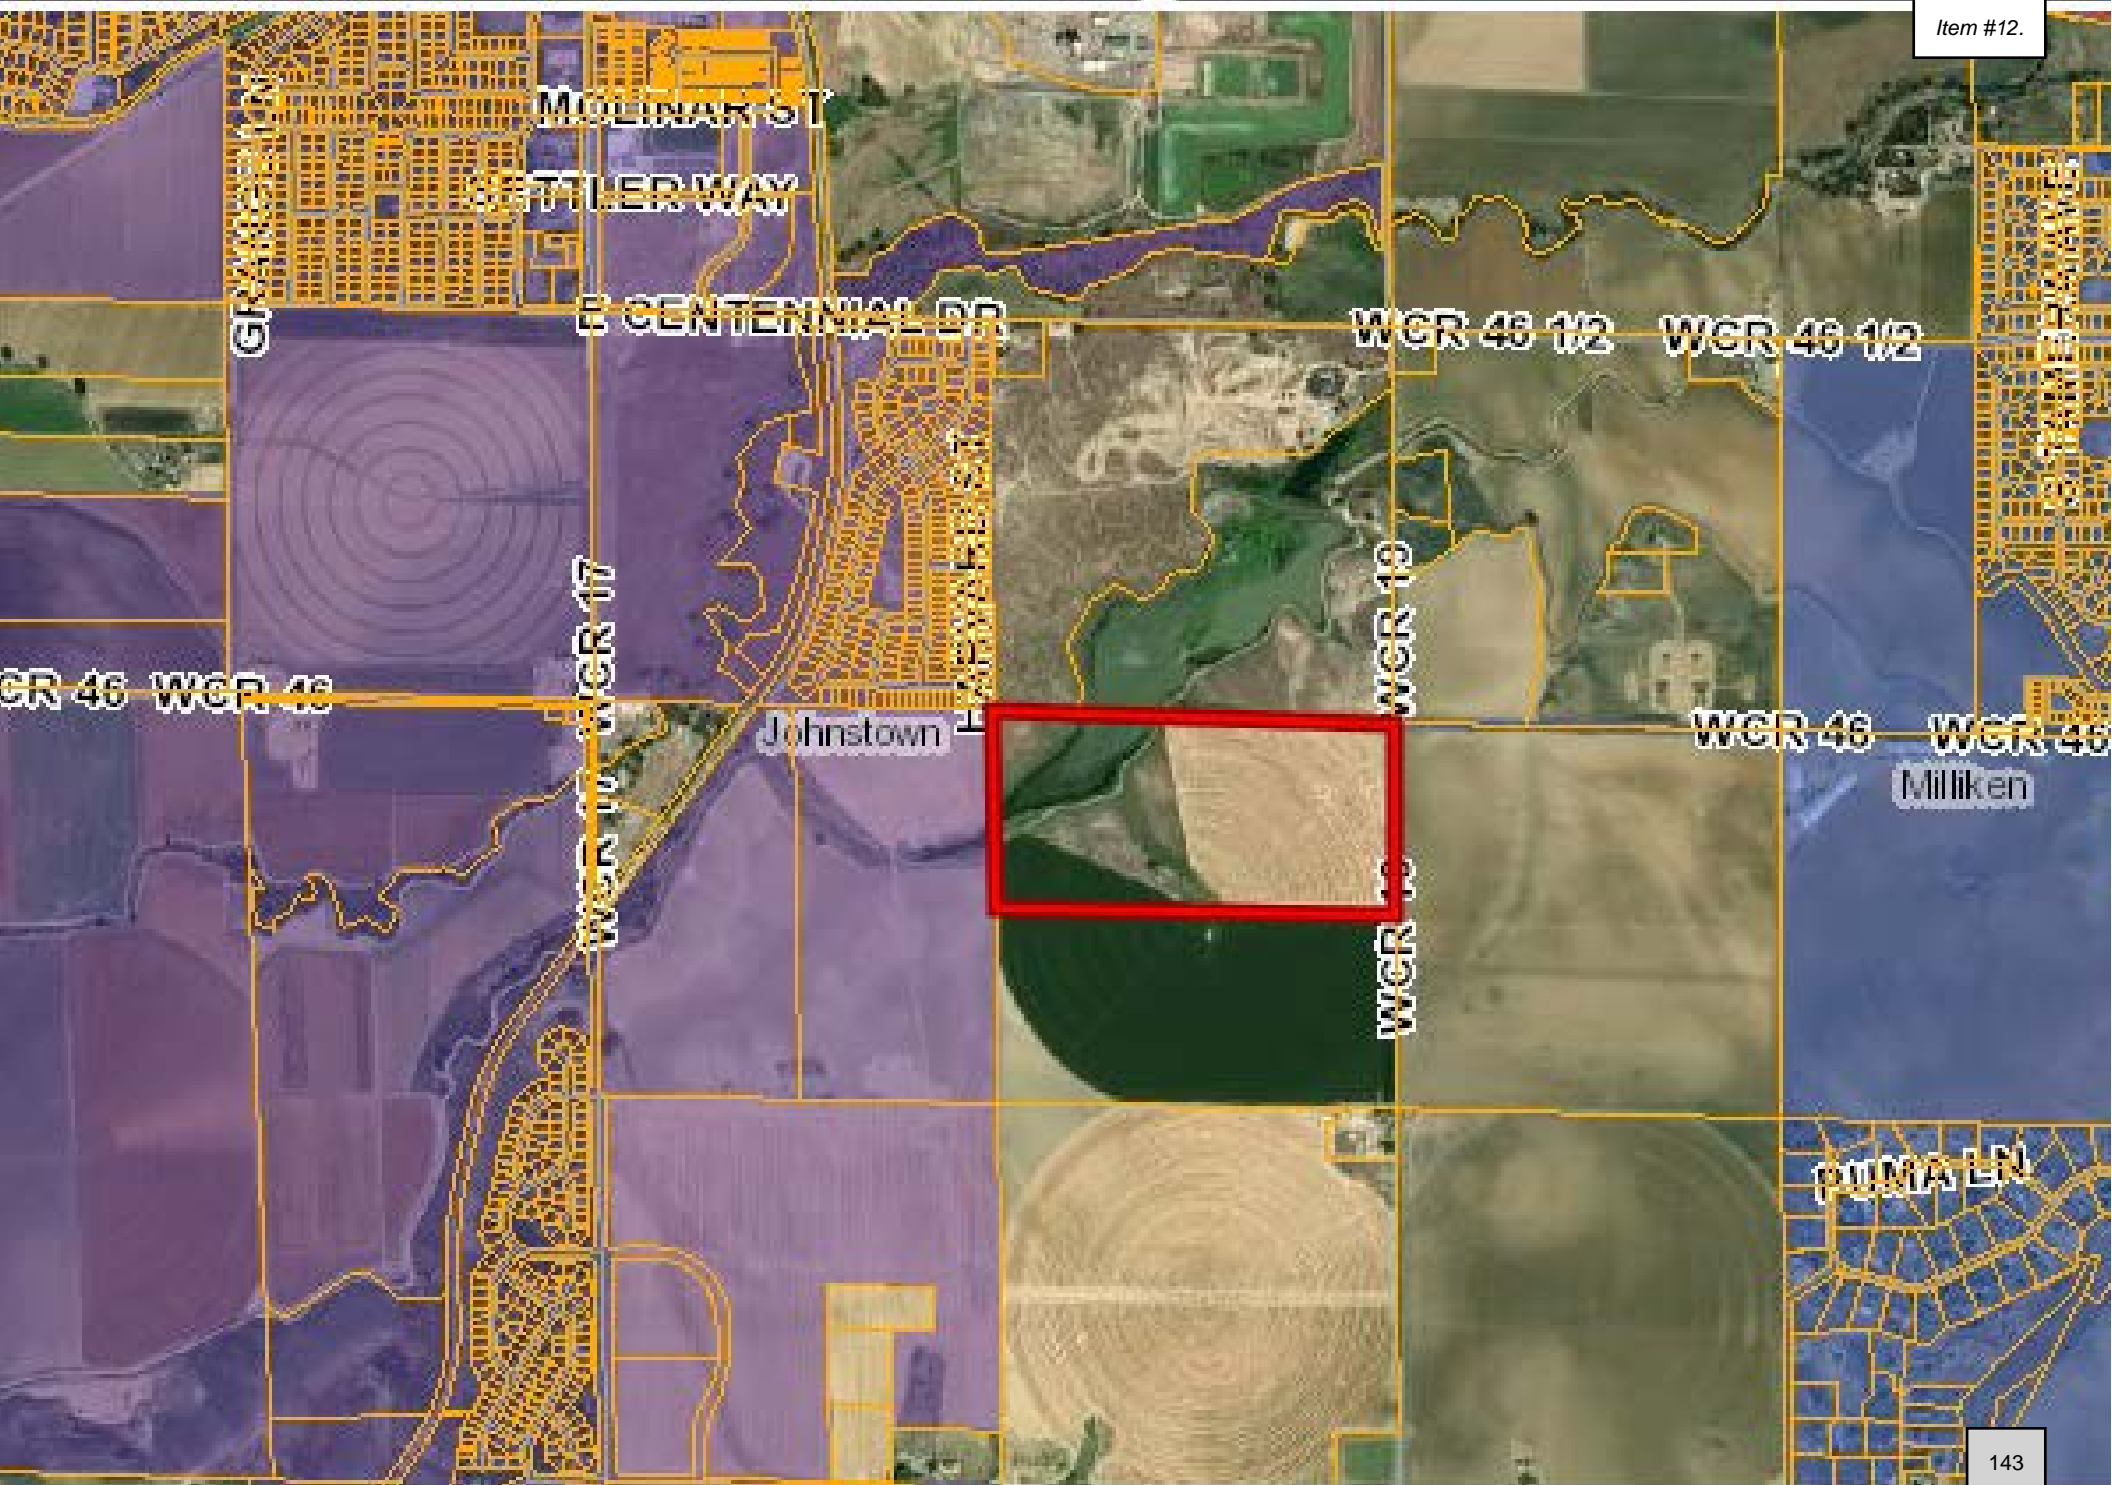 Item #12.
MOLINAR ST
SETTLER WAY
E CENTENNIAL DR
WCR 46 1/2
WCR 46 1/2
WCR 17
WCR 19
CR 46
WCR 46
Johnstown
WCR 46
WCR 46
Milliken
WCR 17
WCR 19
WCR
PUMA LN
143